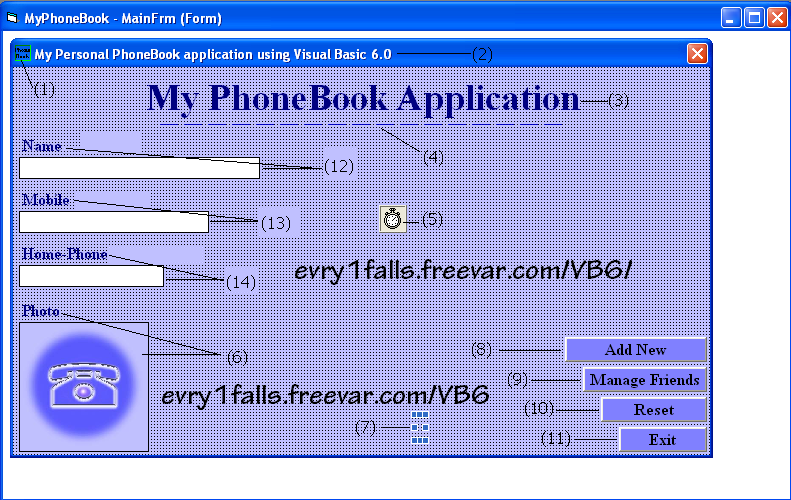 MyPhoneBook - MainFrm (Form)
Phone Book
My Personal PhoneBook application using Visual Basic 6.0
(2)
(1)
My PhoneBook Application
(3)
Name
(4)
(12)
Mobile
(13)
(5)
Home-Phone
(14)
evry1falls.freevar.com/VB6/
Photo
(6)
(8)
Add New
(9)
Manage Friends
evry1falls.freevar.com/VB6
(10)
Reset
(7)
(11)
Exit